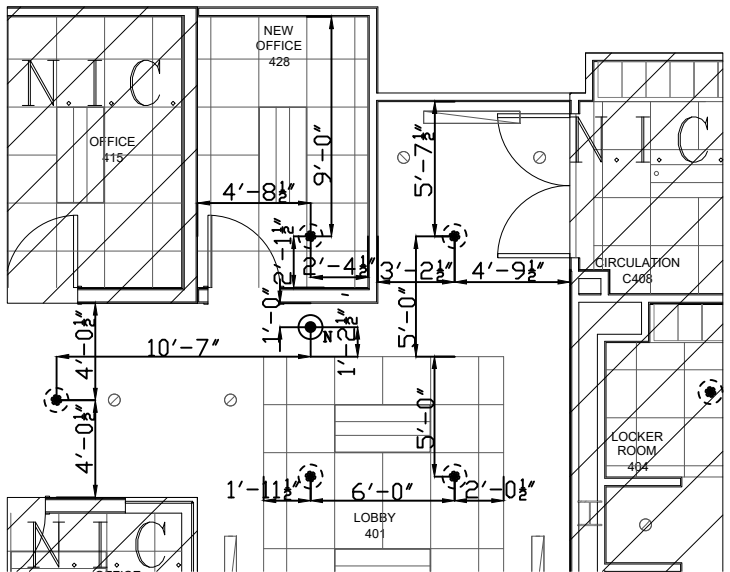 NEW
OFFICE
428
N.I.C.
OFFICE
415
9'-0"
5'-7½"
N.I.C.
4'-8½"
2'-1½"
2'-4½"
3'-2½"
4'-9½"
CIRCULATION
C408
1'-0"
5'-0"
N
1'-2½"
4'-0½"
10'-7"
5'-0"
4'-0½"
LOCKER
ROOM
404
1'-11½"
6'-0"
2'-0½"
LOBBY
401
N.I.C.
OFFICE